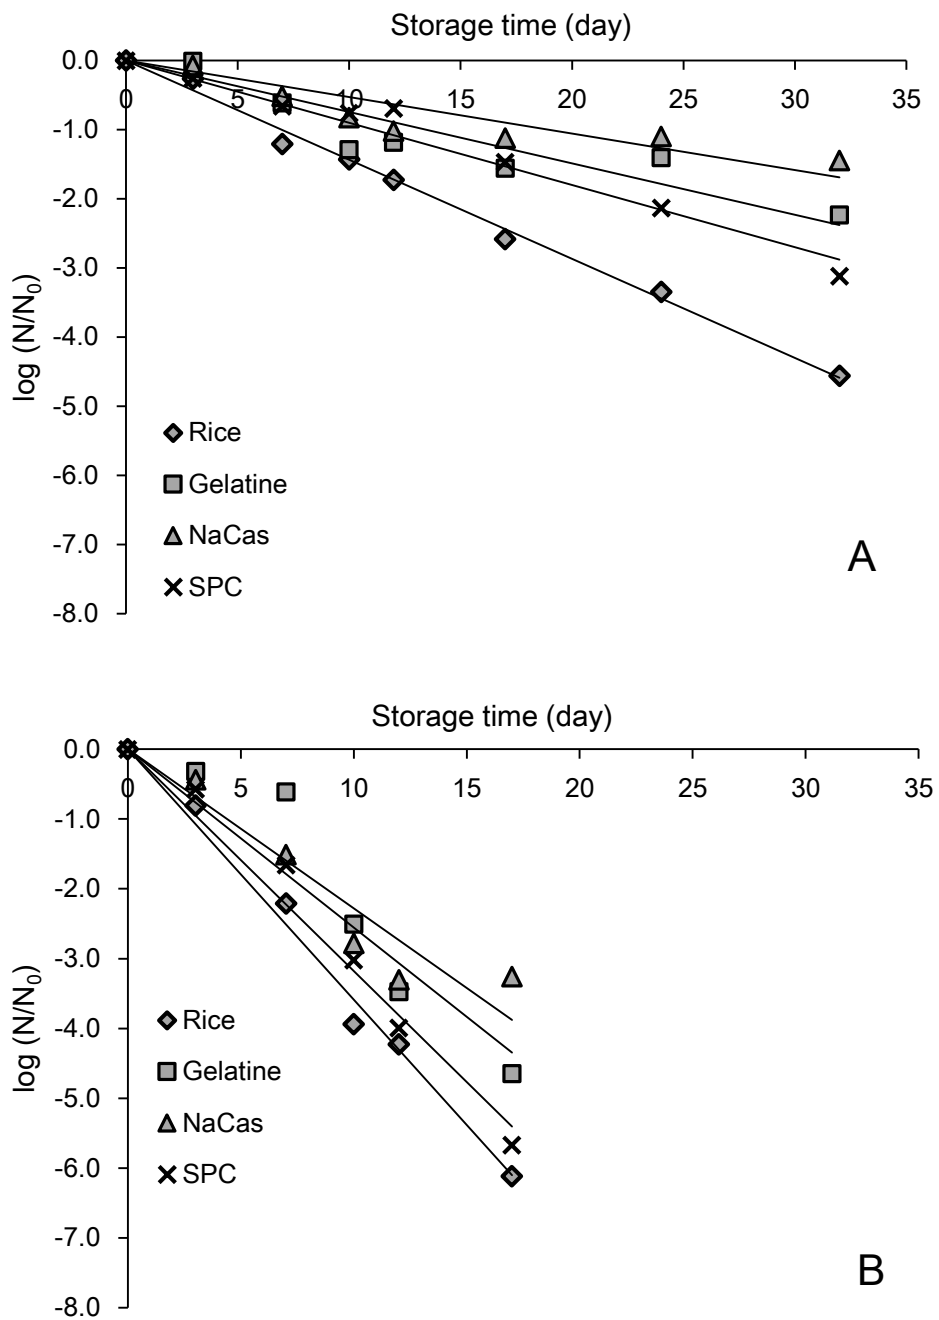 Storage time (day)
0.0
0 5 10 15 20 25 30 35
-1.0
-2.0
-3.0
-4.0
-5.0
-6.0
-7.0
-8.0
log (N/N₀)
Rice
Gelatine
NaCas
SPC
A
Storage time (day)
0.0
0 5 10 15 20 25 30 35
-1.0
-2.0
-3.0
-4.0
-5.0
-6.0
-7.0
-8.0
log (N/N₀)
Rice
Gelatine
NaCas
SPC
B